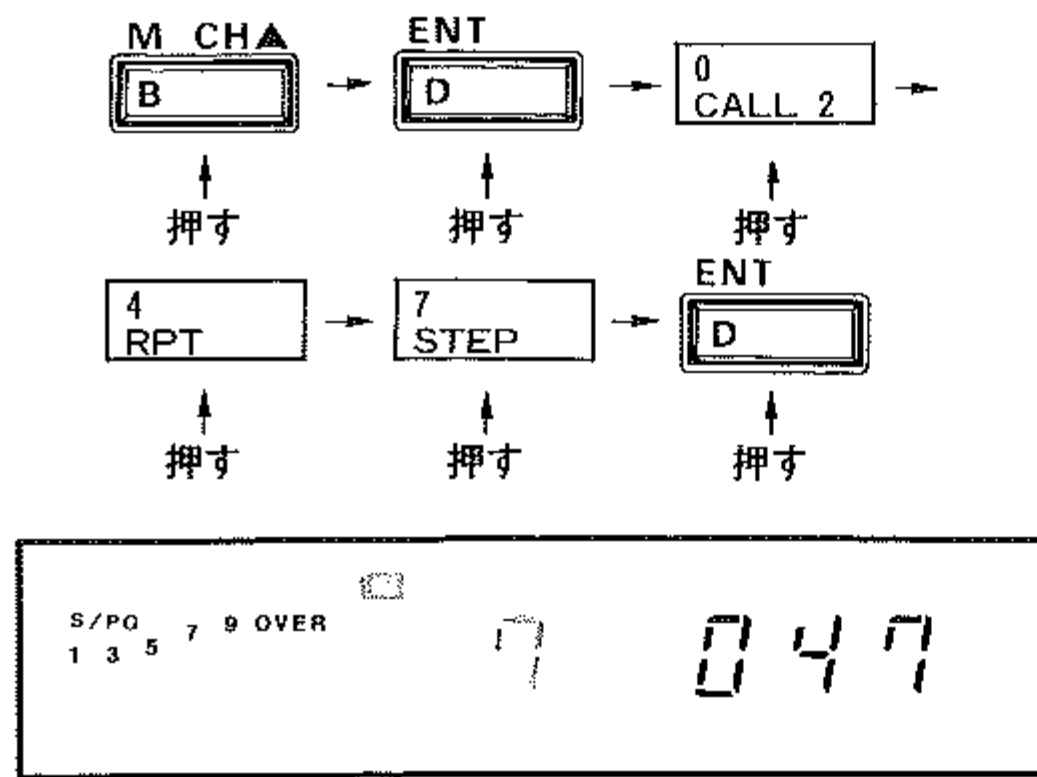 M CH▲ ENT
B → D → 0 →
CALL 2
押す 押す 押す
ENT
4 → 7 → D
RPT STEP
押す 押す 押す
S/PO
1 3 5 7 9 OVER
7 047